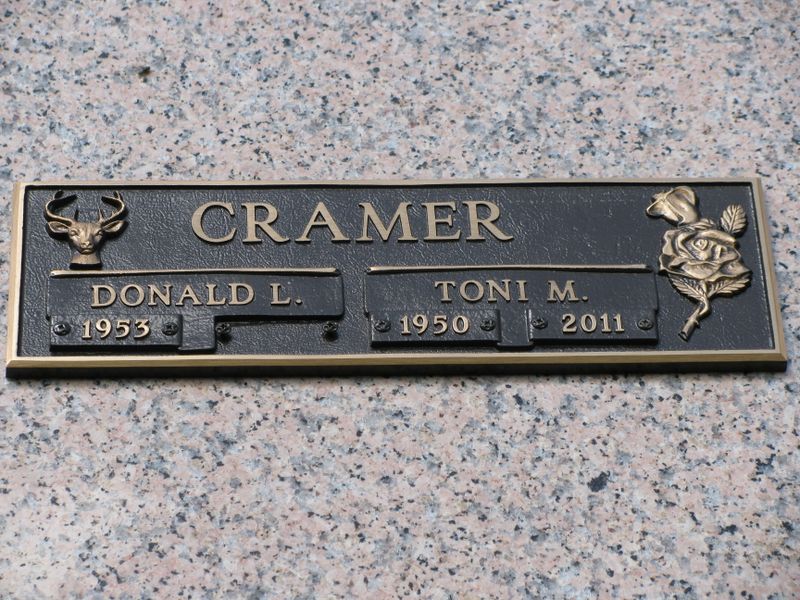 CRAMER
DONALD L.
1953
TONI M.
1950 2011